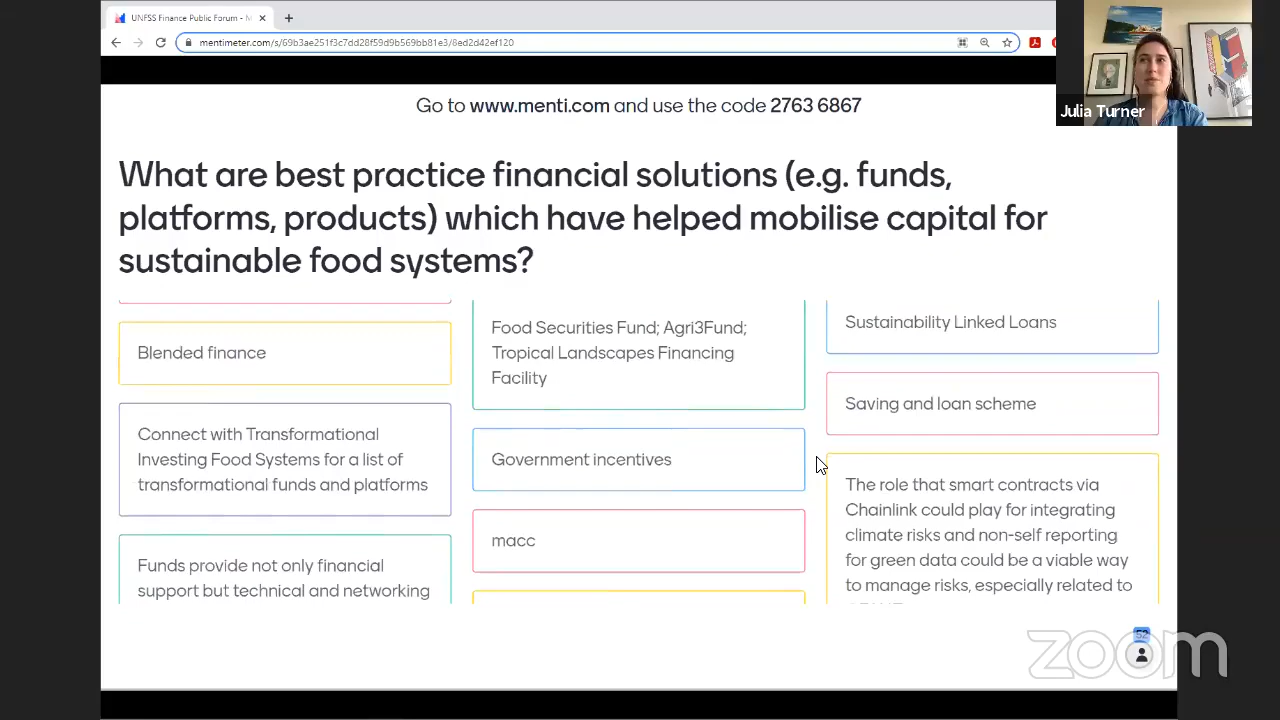 UNFSS Finance Public Forum - M
mentimeter.com/s/69b3ae251f3c7dd28f59d9b569bb81e3/8ed2d42ef120
Julia Turner
Go to www.menti.com and use the code 2763 6867
What are best practice financial solutions (e.g. funds,
platforms, products) which have helped mobilise capital for
sustainable food systems?
Blended finance
Connect with Transformational
Investing Food Systems for a list of
transformational funds and platforms
Funds provide not only financial
support but technical and networking
Food Securities Fund; Agri3Fund;
Tropical Landscapes Financing
Facility
Government incentives
macc
Sustainability Linked Loans
Saving and loan scheme
The role that smart contracts via
Chainlink could play for integrating
climate risks and non-self reporting
for green data could be a viable way
to manage risks, especially related to
52
zoom